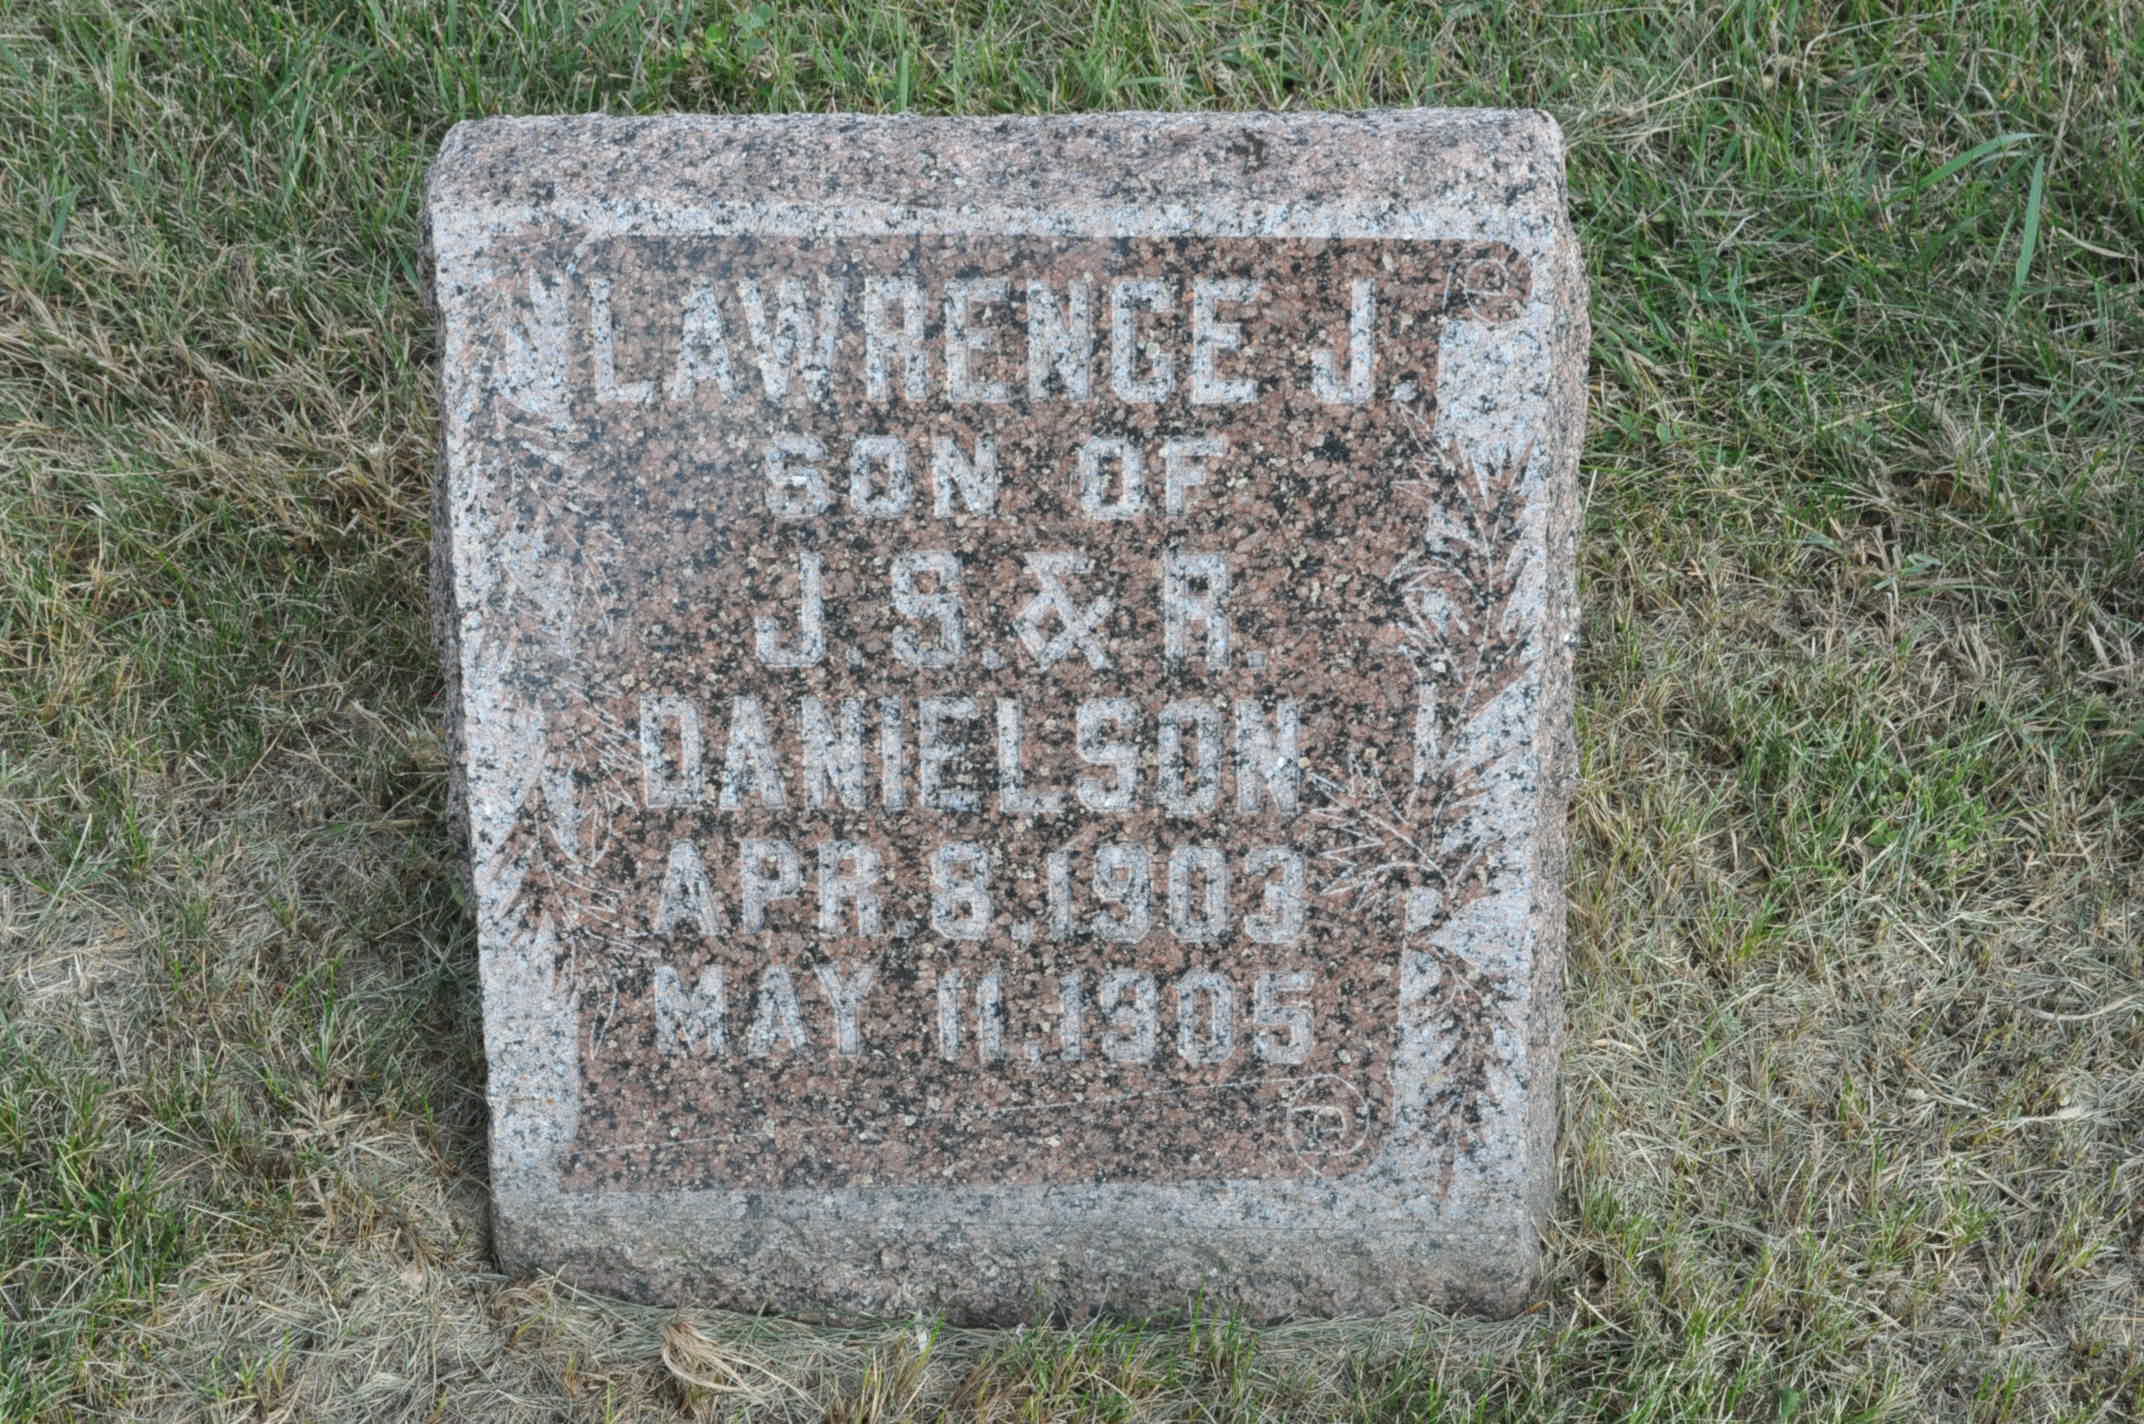 LAWRENCE J.
SON OF
J. S. & R.
DANIELSON
APR. 8, 1903
MAY 11, 1905